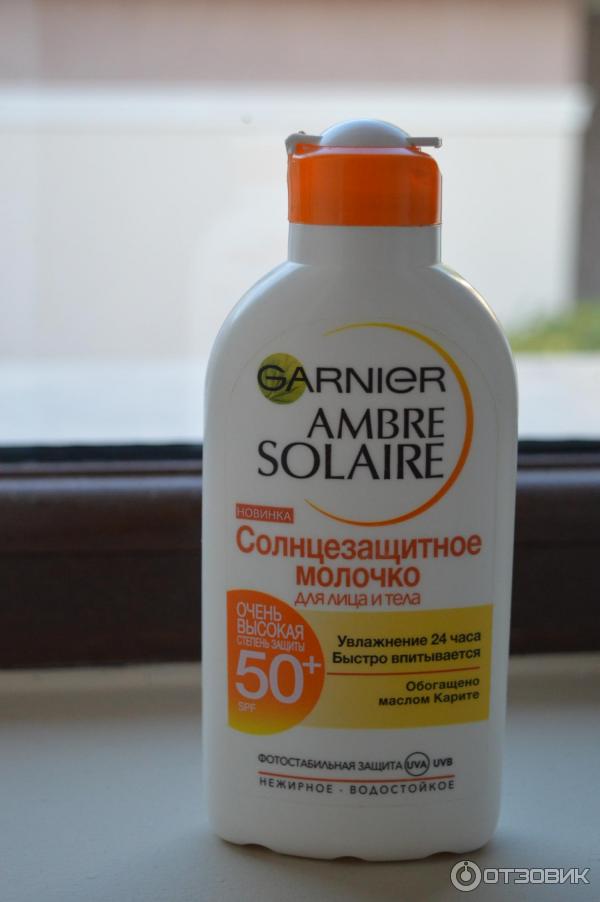 GARNIER
AMBRE
SOLAIRE
НОВИНКА
Солнцезащитное
молочко
для лица и тела
ОЧЕНЬ
ВЫСОКАЯ
СТЕПЕНЬ ЗАЩИТЫ
50+
SPF
Увлажнение 24 часа
Быстро впитывается
Обогащено
маслом Карите
ФОТОСТАБИЛЬНАЯ ЗАЩИТА UVA UVB
НЕЖИРНОЕ - ВОДОСТОЙКОЕ
ОТЗОВИК